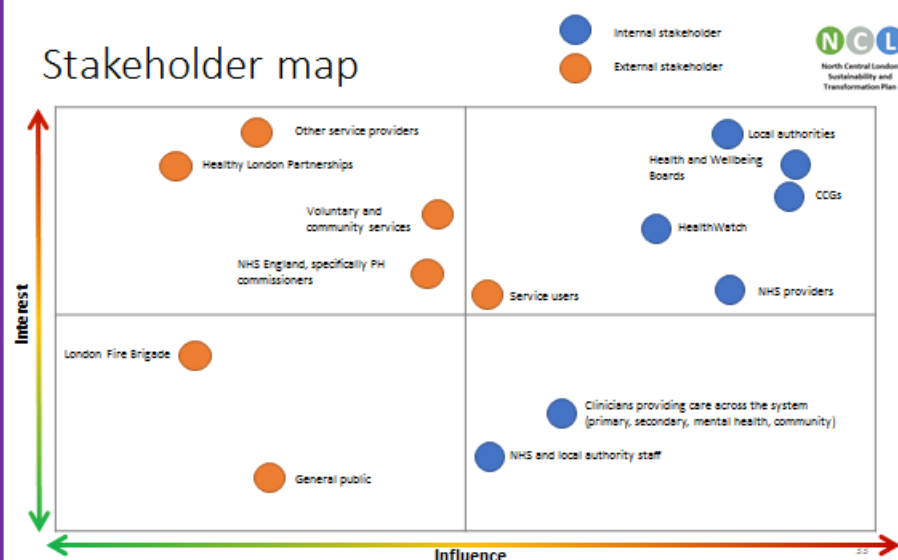 Internal stakeholder
Stakeholder map
External stakeholder
N C L
North Central London
Sustainability and
Transformation Plan
Other service providers
Local authorities
Healthy London Partnerships
Health and Wellbeing
Boards
CCGs
Voluntary and
community services
HealthWatch
NHS England, specifically PH
commissioners
Service users
NHS providers
Interest
London Fire Brigade
Clinicians providing care across the system
(primary, secondary, mental health, community)
NHS and local authority staff
General public
Influence
33